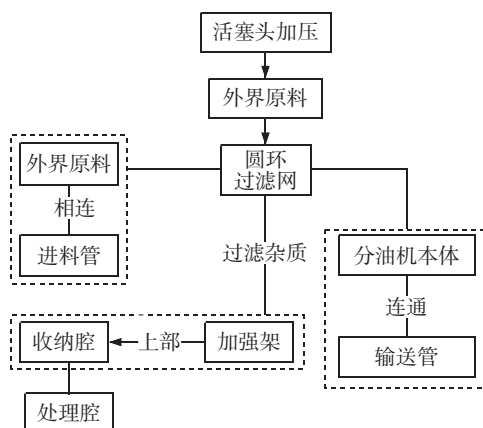 活塞头加压
外界原料
圆环
过滤网
外界原料
相连
进料管
过滤杂质
分油机本体
连通
输送管
收纳腔
上部
加强架
处理腔